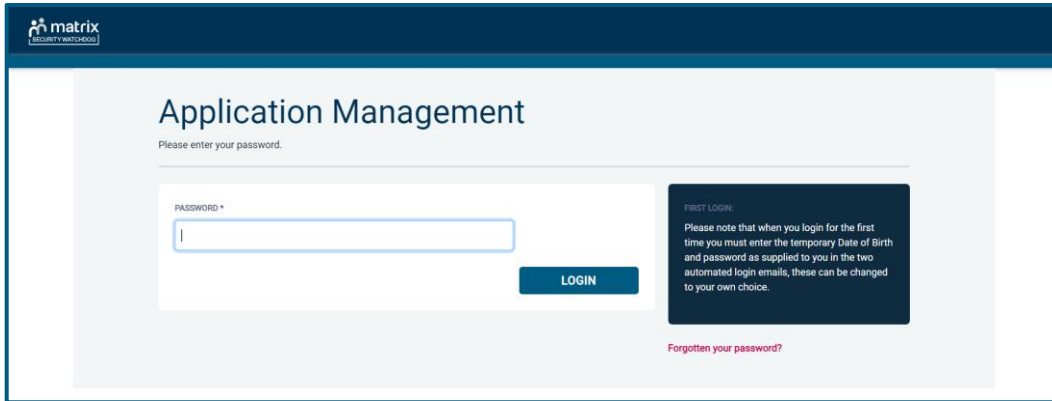 matrix
SECURITY WATCHDOG
Application Management
Please enter your password.
PASSWORD *
LOGIN
FIRST LOGIN:
Please note that when you login for the first
time you must enter the temporary Date of Birth
and password as supplied to you in the two
automated login emails, these can be changed
to your own choice.
Forgotten your password?